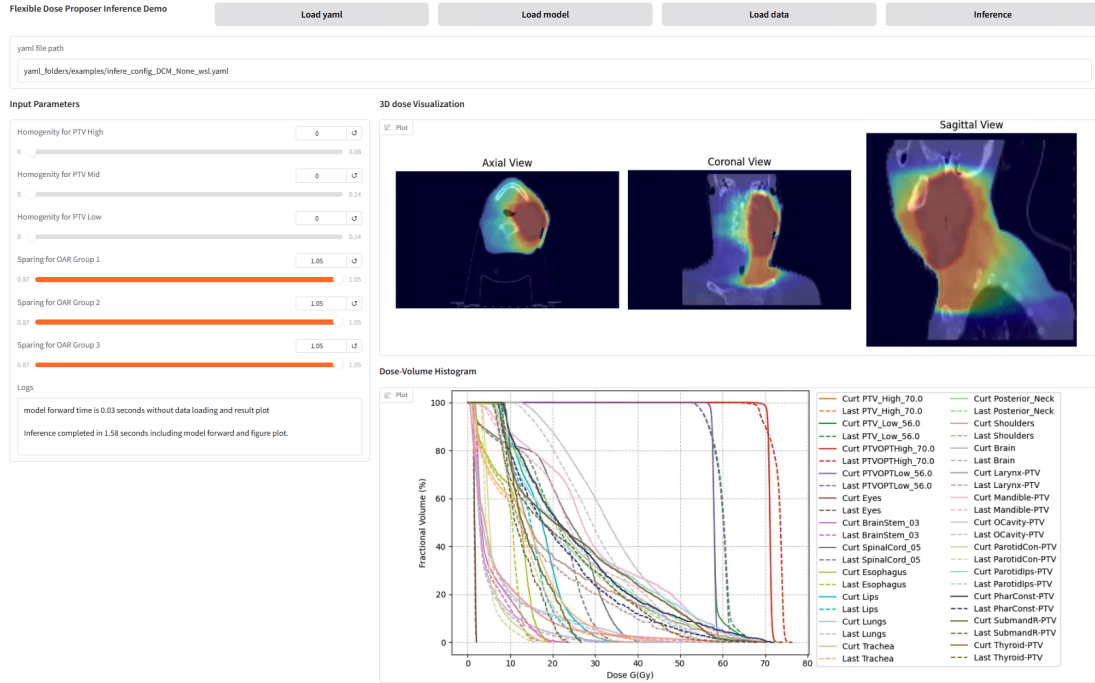 Flexible Dose Proposer Inference Demo
Load yaml
Load model
Load data
Inference
yaml file path
yaml_folders/examples/infere_config_DCM_None_wsl.yaml
Input Parameters
Homogenity for PTV High
0
↺
0
0.06
Homogenity for PTV Mid
0
↺
0
0.14
Homogenity for PTV Low
0
↺
0
0.14
Sparing for OAR Group 1
1.05
↺
0.87
1.05
Sparing for OAR Group 2
1.05
↺
0.87
1.05
Sparing for OAR Group 3
1.05
↺
0.87
1.05
Logs
model forward time is 0.03 seconds without data loading and result plot
Inference completed in 1.58 seconds including model forward and figure plot.
3D dose Visualization
Plot
Axial View
Coronal View
Sagittal View
Dose-Volume Histogram
Plot
Fractional Volume (%)
100
80
60
40
20
0
0 10 20 30 40 50 60 70 80
Dose G(Gy)
Curt PTV_High_70.0
Last PTV_High_70.0
Curt PTV_Low_56.0
Last PTV_Low_56.0
Curt PTVOPTHigh_70.0
Last PTVOPTHigh_70.0
Curt PTVOPTLow_56.0
Last PTVOPTLow_56.0
Curt Eyes
Last Eyes
Curt BrainStem_03
Last BrainStem_03
Curt SpinalCord_05
Last SpinalCord_05
Curt Esophagus
Last Esophagus
Curt Lips
Last Lips
Curt Lungs
Last Lungs
Curt Trachea
Last Trachea
Curt Posterior_Neck
Last Posterior_Neck
Curt Shoulders
Last Shoulders
Curt Brain
Last Brain
Curt Larynx-PTV
Last Larynx-PTV
Curt Mandible-PTV
Last Mandible-PTV
Curt OCavity-PTV
Last OCavity-PTV
Curt ParotidCon-PTV
Last ParotidCon-PTV
Curt ParotidIps-PTV
Last ParotidIps-PTV
Curt PharConst-PTV
Last PharConst-PTV
Curt SubmandR-PTV
Last SubmandR-PTV
Curt Thyroid-PTV
Last Thyroid-PTV